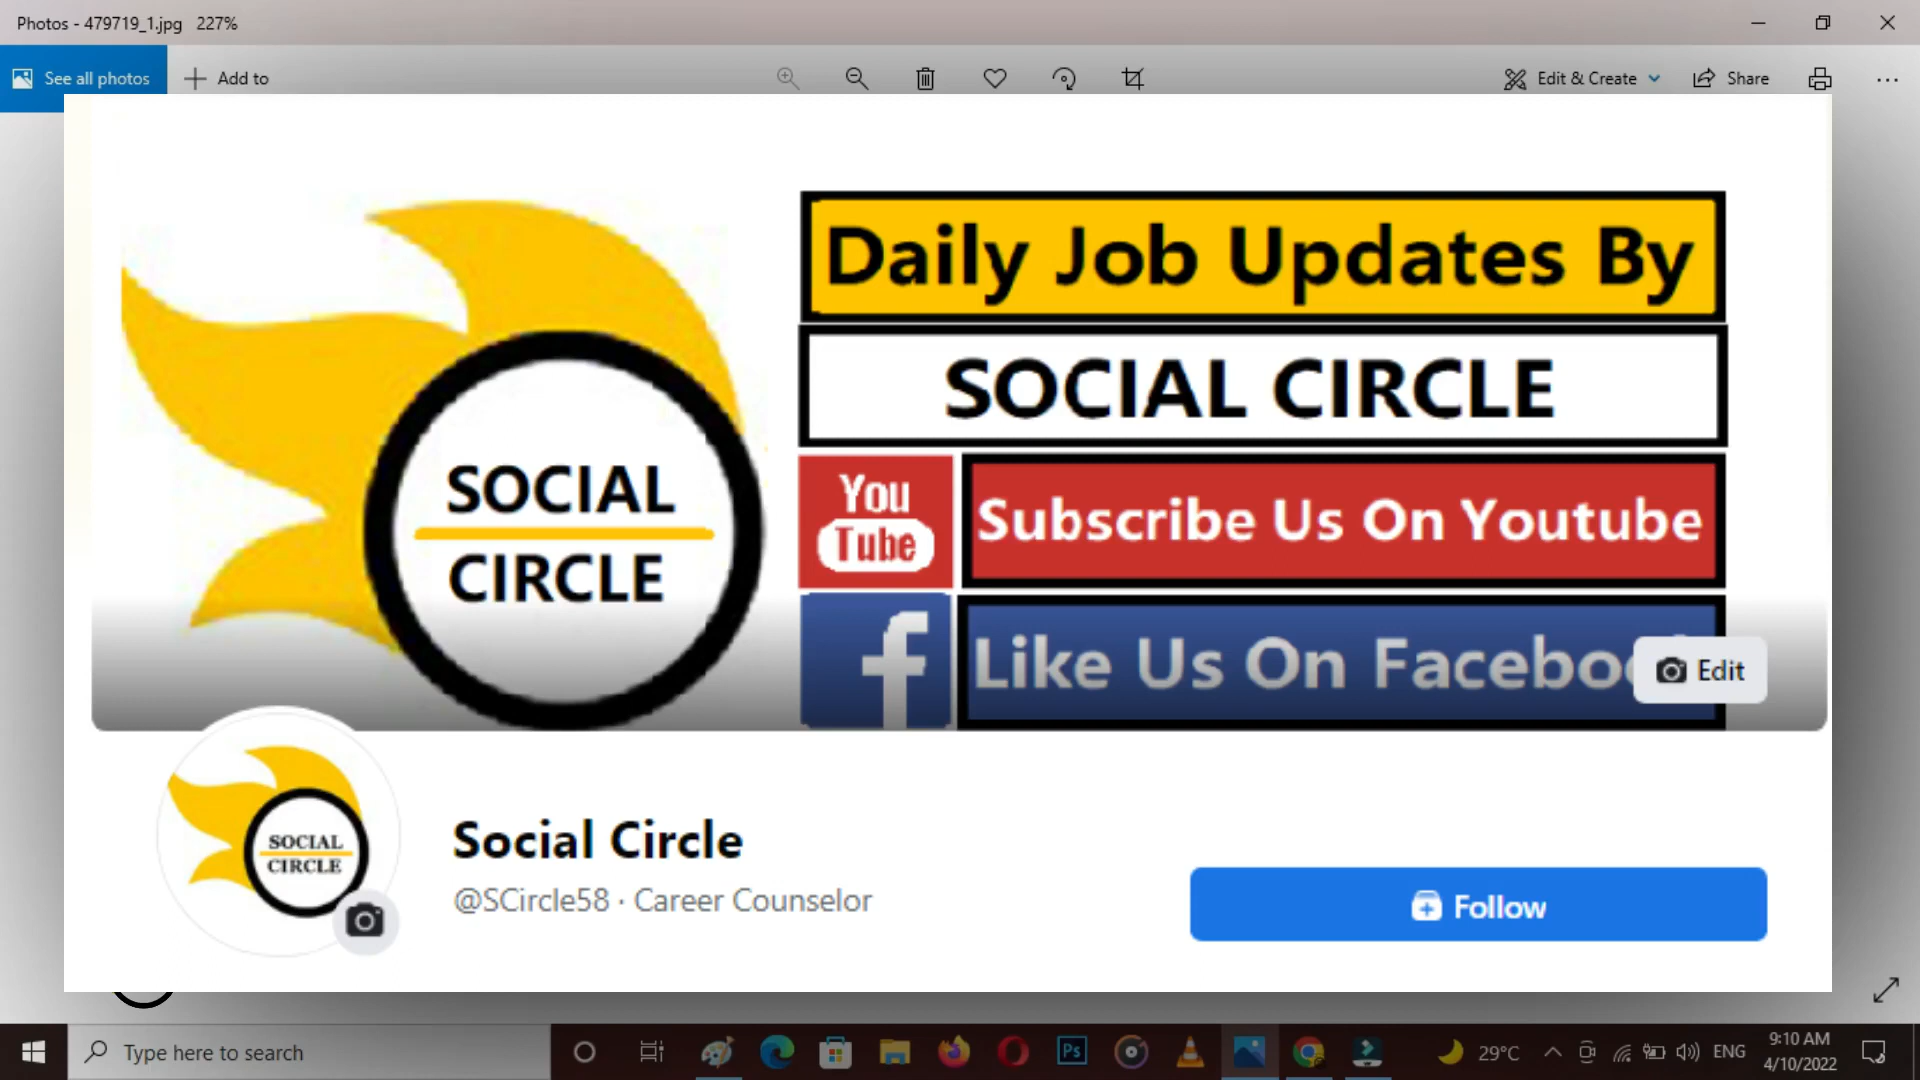 Photos - 479719_1.jpg 227%
See all photos
Add to
Edit & Create
Share
Daily Job Updates By
SOCIAL CIRCLE
SOCIAL
CIRCLE
You
Tube
Subscribe Us On Youtube
f
Like Us On Faceboo
Edit
SOCIAL
CIRCLE
Social Circle
@SCircle58 · Career Counselor
Follow
Type here to search
Ps
29°C
ENG
9:10 AM
4/10/2022